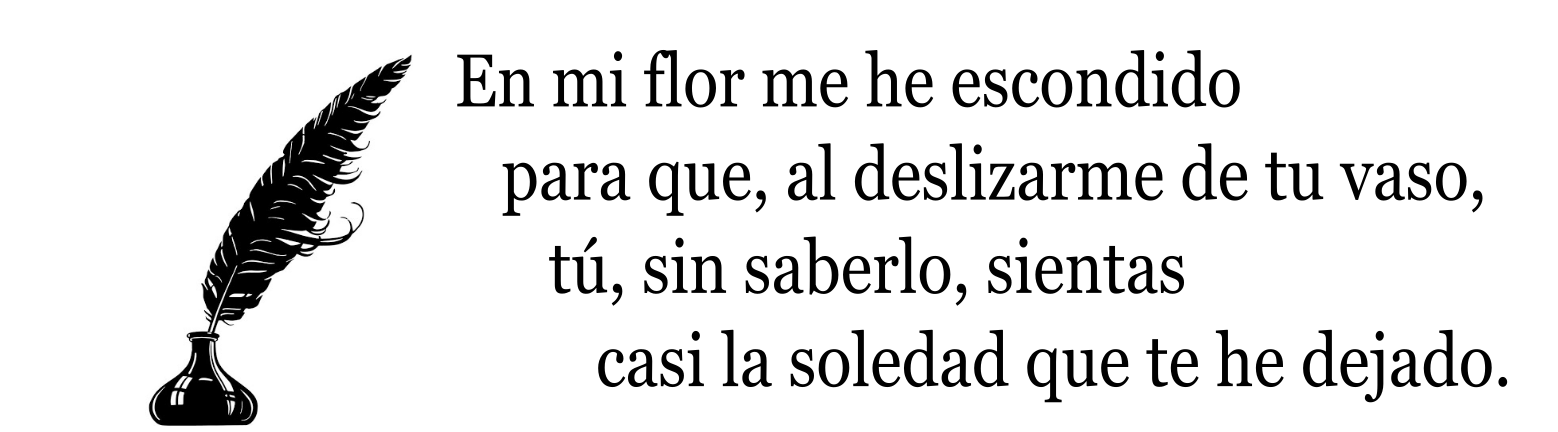 En mi flor me he escondido
para que, al deslizarme de tu vaso,
tú, sin saberlo, sientas
casi la soledad que te he dejado.